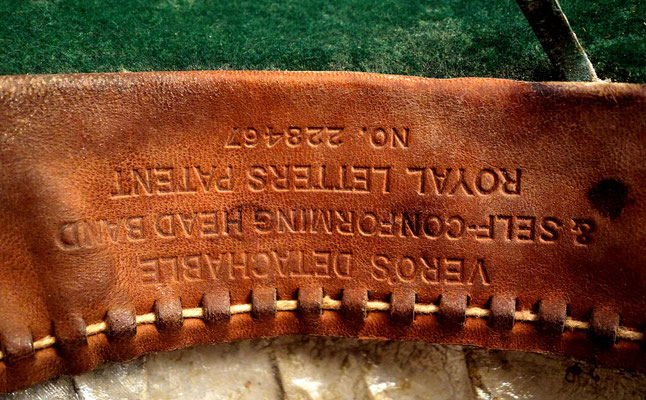 VERO'S DETACHABLE
& SELF-CONFORMING HEAD BAND
ROYAL LETTERS PATENT
NO. 228467